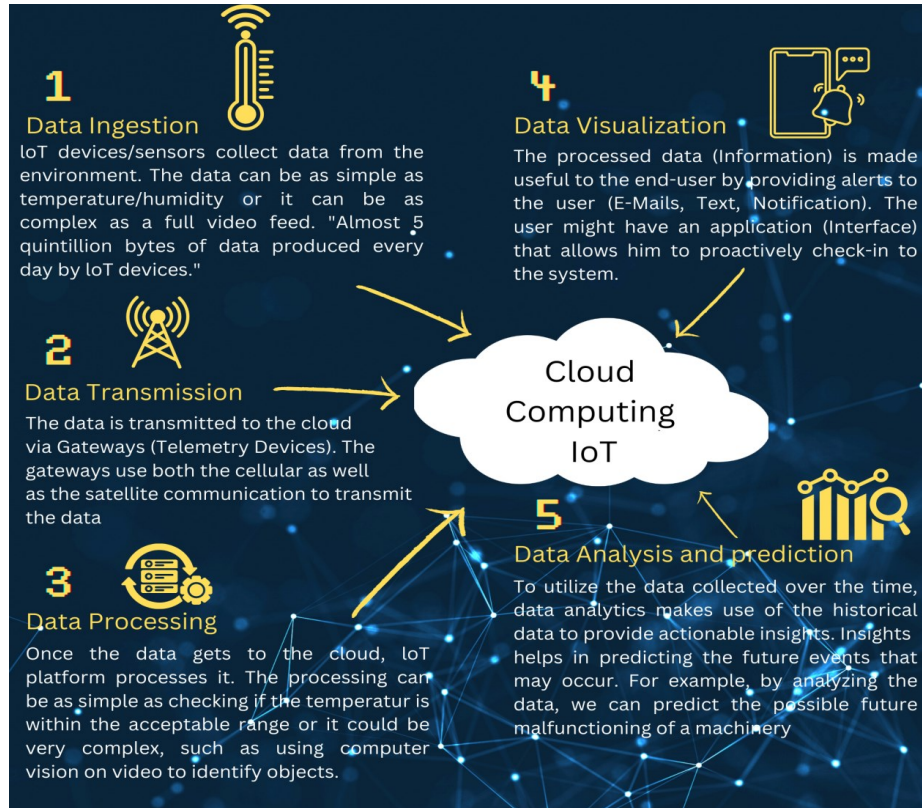 1
Data Ingestion
IoT devices/sensors collect data from the
environment. The data can be as simple as
temperature/humidity or it can be as
complex as a full video feed. "Almost 5
quintillion bytes of data produced every
day by IoT devices."
2
Data Transmission
The data is transmitted to the cloud
via Gateways (Telemetry Devices). The
gateways use both the cellular as well
as the satellite communication to transmit
the data
3
Data Processing
Once the data gets to the cloud, IoT
platform processes it. The processing can
be as simple as checking if the temperatur is
within the acceptable range or it could be
very complex, such as using computer
vision on video to identify objects.
4
Data Visualization
The processed data (Information) is made
useful to the end-user by providing alerts to
the user (E-Mails, Text, Notification). The
user might have an application (Interface)
that allows him to proactively check-in to
the system.
Cloud
Computing
IoT
5
Data Analysis and prediction
To utilize the data collected over the time,
data analytics makes use of the historical
data to provide actionable insights. Insights
helps in predicting the future events that
may occur. For example, by analyzing the
data, we can predict the possible future
malfunctioning of a machinery